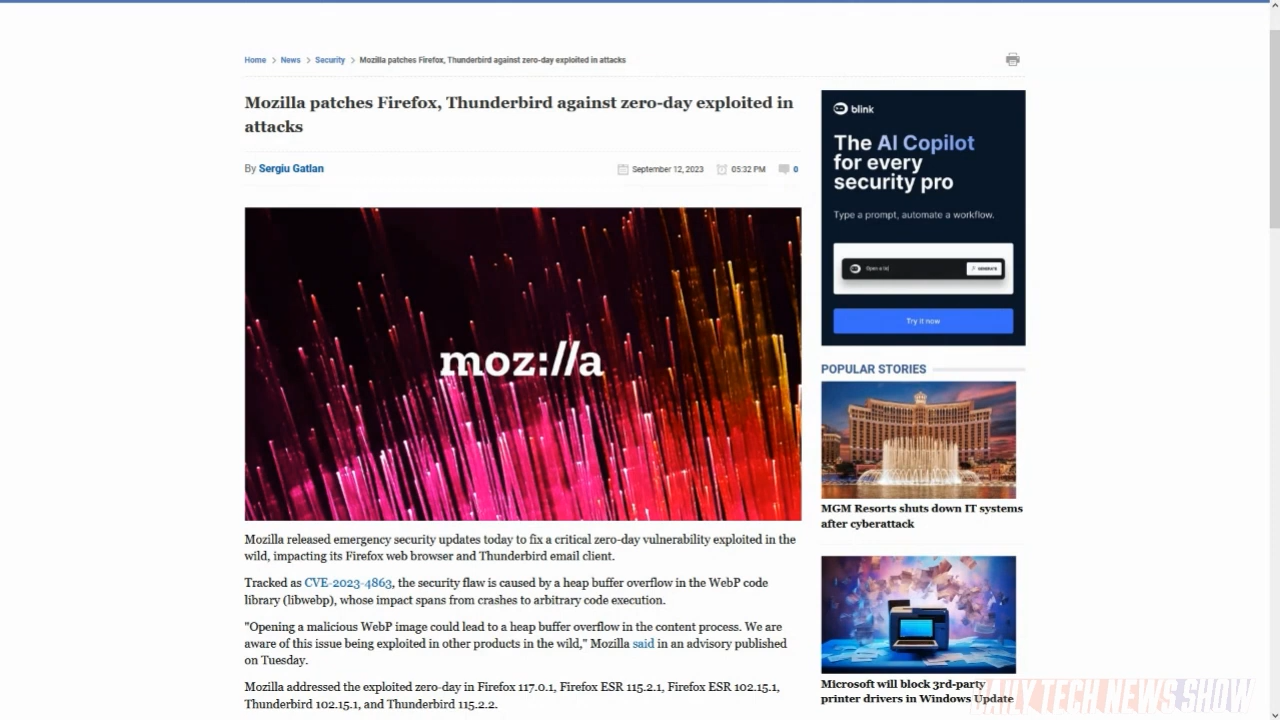 Home > News > Security > Mozilla patches Firefox, Thunderbird against zero-day exploited in attacks
Mozilla patches Firefox, Thunderbird against zero-day exploited in
attacks
By Sergiu Gatlan
September 12, 2023 05:32 PM 0
moz://a
Mozilla released emergency security updates today to fix a critical zero-day vulnerability exploited in the
wild, impacting its Firefox web browser and Thunderbird email client.
Tracked as CVE-2023-4863, the security flaw is caused by a heap buffer overflow in the WebP code
library (libwebp), whose impact spans from crashes to arbitrary code execution.
"Opening a malicious WebP image could lead to a heap buffer overflow in the content process. We are
aware of this issue being exploited in other products in the wild," Mozilla said in an advisory published
on Tuesday.
Mozilla addressed the exploited zero-day in Firefox 117.0.1, Firefox ESR 115.2.1, Firefox ESR 102.15.1,
Thunderbird 102.15.1, and Thunderbird 115.2.2.
blink
The AI Copilot
for every
security pro
Type a prompt, automate a workflow.
Try it now
POPULAR STORIES
MGM Resorts shuts down IT systems
after cyberattack
Microsoft will block 3rd-party
printer drivers in Windows Update
DAILY TECH NEWS SHOW